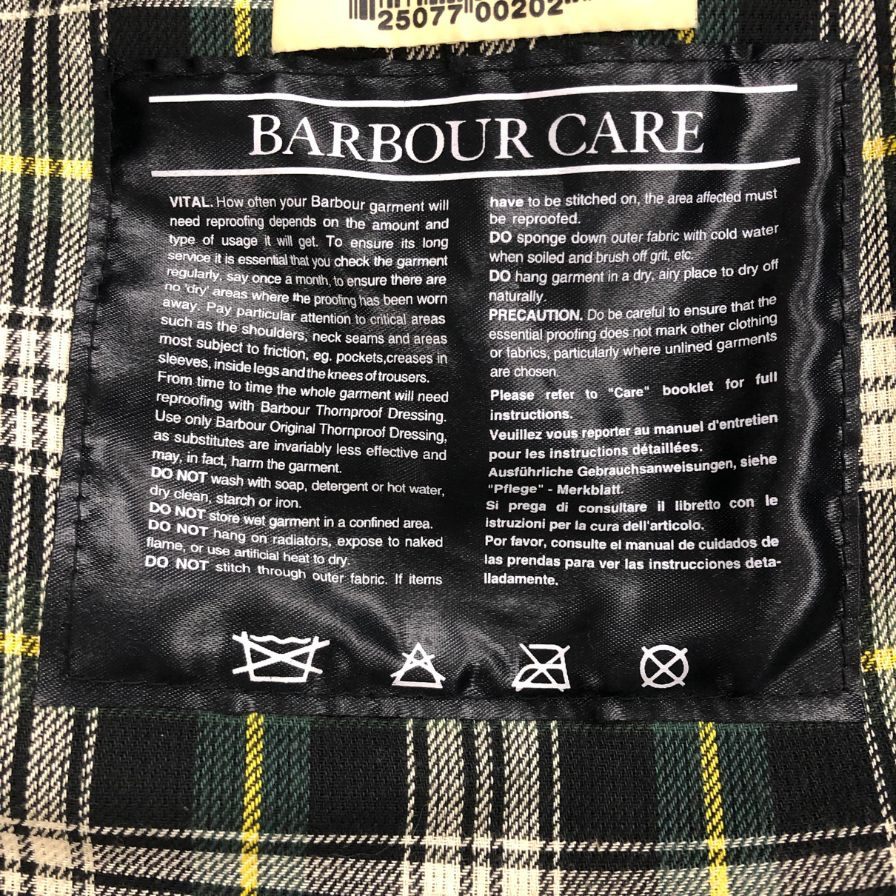 25077 00202
BARBOUR CARE
VITAL. How often your Barbour garment will
need reproofing depends on the amount and
type of usage it will get. To ensure its long
service it is essential that you check the garment
regularly, say once a month, to ensure there are
no 'dry' areas where the proofing has been worn
away. Pay particular attention to critical areas
such as the shoulders, neck seams and areas
most subject to friction, eg. pockets,creases in
sleeves, inside legs and the knees of trousers.
From time to time the whole garment will need
reproofing with Barbour Thornproof Dressing.
Use only Barbour Original Thornproof Dressing,
as substitutes are invariably less effective and
may, in fact, harm the garment.
DO NOT wash with soap, detergent or hot water,
dry clean, starch or iron.
DO NOT store wet garment in a confined area.
DO NOT hang on radiators, expose to naked
flame, or use artificial heat to dry.
DO NOT stitch through outer fabric. If items
have to be stitched on, the area affected must
be reproofed.
DO sponge down outer fabric with cold water
when soiled and brush off grit, etc.
DO hang garment in a dry, airy place to dry off
naturally.
PRECAUTION. Do be careful to ensure that the
essential proofing does not mark other clothing
or fabrics, particularly where unlined garments
are chosen.
Please refer to "Care" booklet for full
instructions.
Veuillez vous reporter au manuel d'entretien
pour les instructions détaillées.
Ausführliche Gebrauchsanweisungen, siehe
"Pflege" - Merkblatt.
Si prega di consultare il libretto con le
istruzioni per la cura dell'articolo.
Por favor, consulte el manual de cuidados de
las prendas para ver las instrucciones deta-
lladamente.